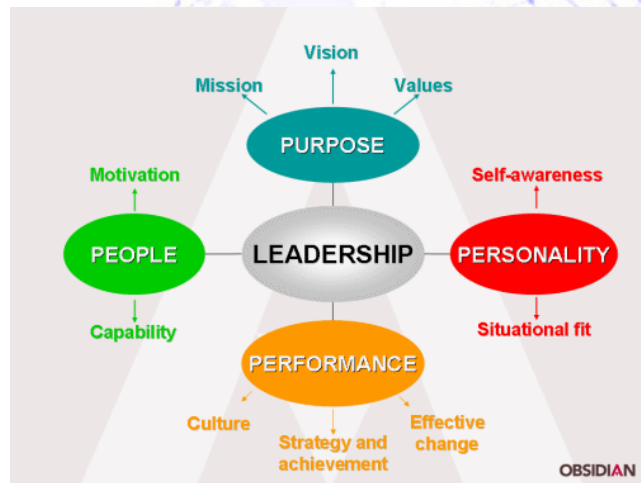 Vision
Mission
Values
PURPOSE
Motivation
Self-awareness
PEOPLE
LEADERSHIP
PERSONALITY
Capability
Situational fit
PERFORMANCE
Culture
Strategy and
achievement
Effective
change
OBSIDIAN